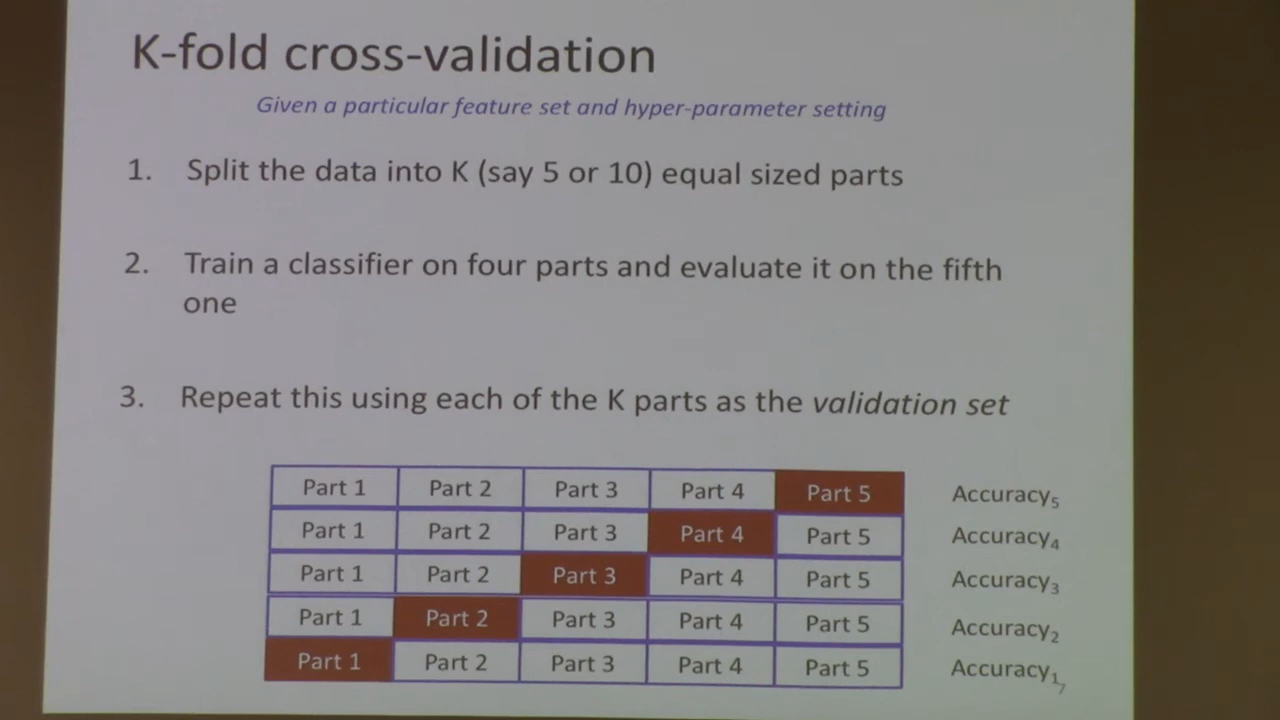 K-fold cross-validation
Given a particular feature set and hyper-parameter setting
1. Split the data into K (say 5 or 10) equal sized parts
2. Train a classifier on four parts and evaluate it on the fifth
one
3. Repeat this using each of the K parts as the validation set
Part 1 Part 2 Part 3 Part 4 Part 5 Accuracy5
Part 1 Part 2 Part 3 Part 4 Part 5 Accuracy4
Part 1 Part 2 Part 3 Part 4 Part 5 Accuracy3
Part 1 Part 2 Part 3 Part 4 Part 5 Accuracy2
Part 1 Part 2 Part 3 Part 4 Part 5 Accuracy1
7